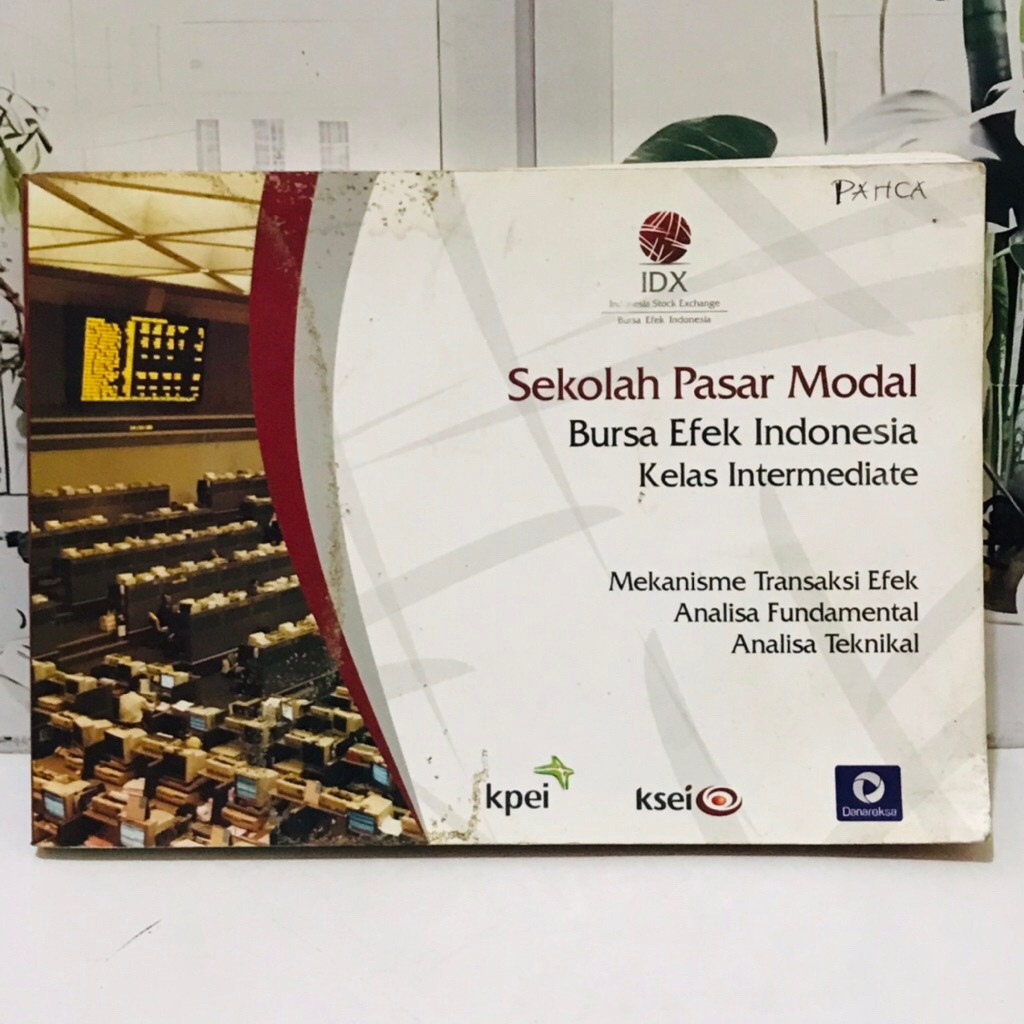 PAHCA
IDX
Indonesia Stock Exchange
Bursa Efek Indonesia
Sekolah Pasar Modal
Bursa Efek Indonesia
Kelas Intermediate
Mekanisme Transaksi Efek
Analisa Fundamental
Analisa Teknikal
kpei
ksei
Danareksa